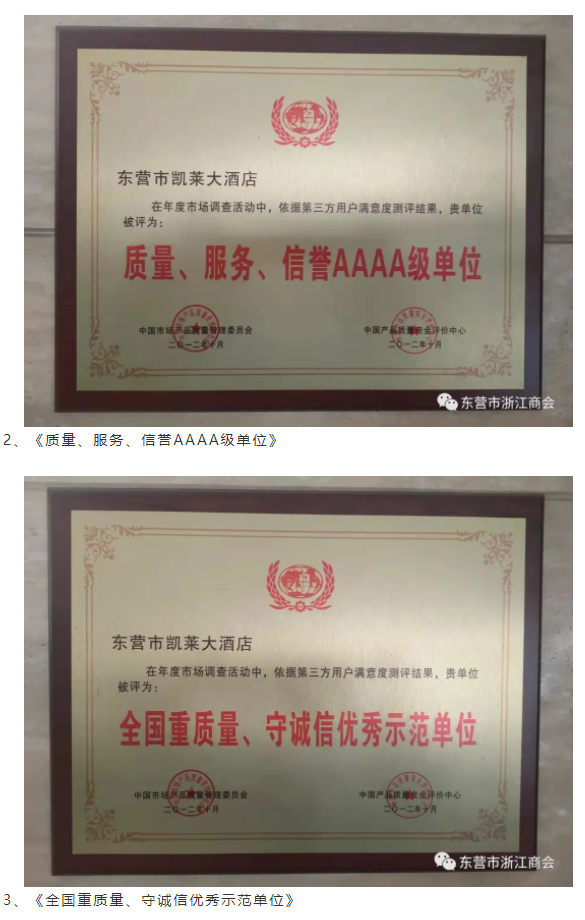 东营市凯莱大酒店
在年度市场调查活动中，依据第三方用户满意度测评结果，贵单位
被评为：
质量、服务、信誉AAAA级单位
中国市场产品质量管理委员会
二〇一二年十月
中国产品质量安全评价中心
二〇一二年十月
东营市浙江商会
2、《质量、服务、信誉AAAA级单位》
东营市凯莱大酒店
在年度市场调查活动中，依据第三方用户满意度测评结果，贵单位
被评为：
全国重质量、守诚信优秀示范单位
中国市场产品质量管理委员会
二〇一二年十月
中国产品质量安全评价中心
二〇一二年十月
东营市浙江商会
3、《全国重质量、守诚信优秀示范单位》